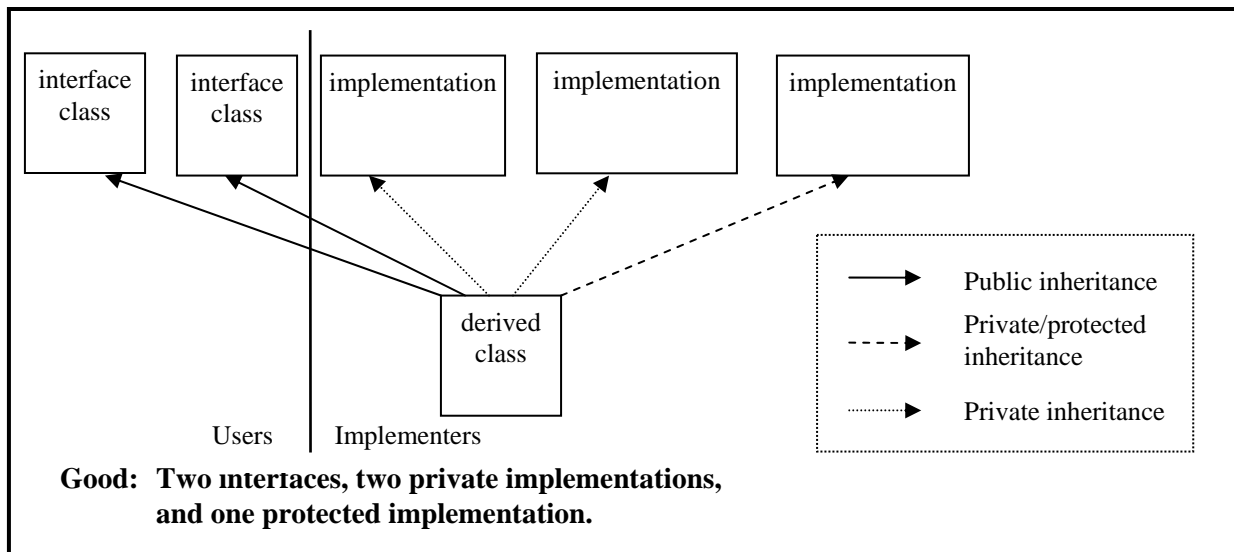 interface
class
interface
class
implementation
implementation
implementation
derived
class
Public inheritance
Private/protected
inheritance
Private inheritance
Users
Implementers
Good: Two interfaces, two private implementations,
and one protected implementation.